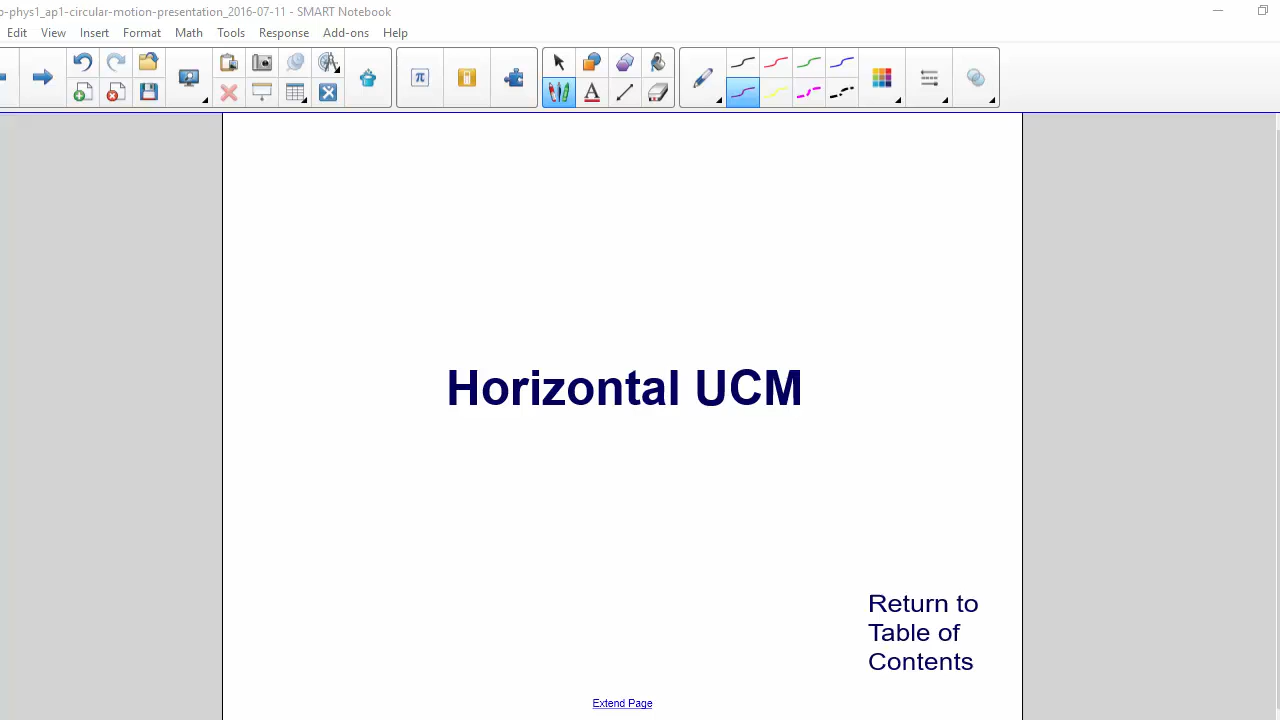 -phys1_ap1-circular-motion-presentation_2016-07-11 - SMART Notebook
Edit View Insert Format Math Tools Response Add-ons Help
π
A
Horizontal UCM
Return to
Table of
Contents
Extend Page